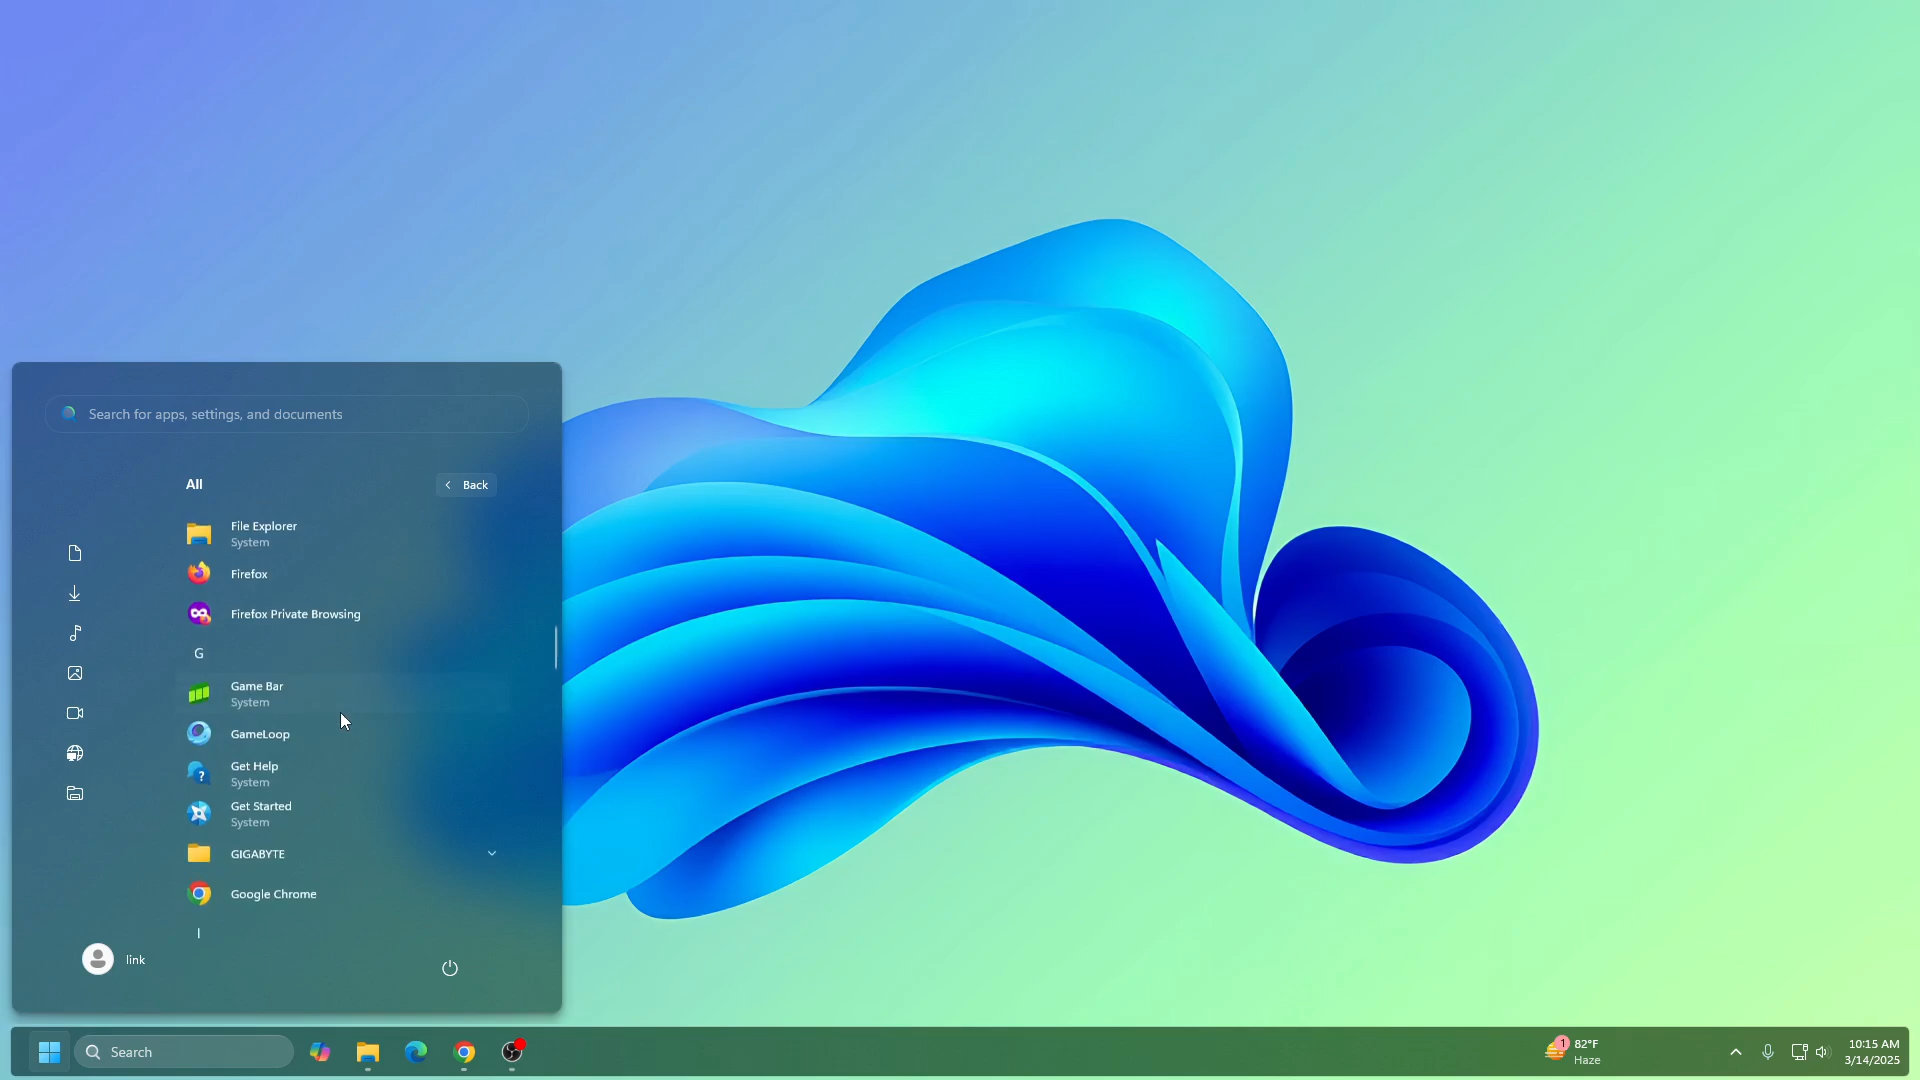 Search for apps, settings, and documents
All
Back
File Explorer
System
Firefox
Firefox Private Browsing
G
Game Bar
System
GameLoop
Get Help
System
Get Started
System
GIGABYTE
Google Chrome
I
link
Search
1
82°F
Haze
10:15 AM
3/14/2025